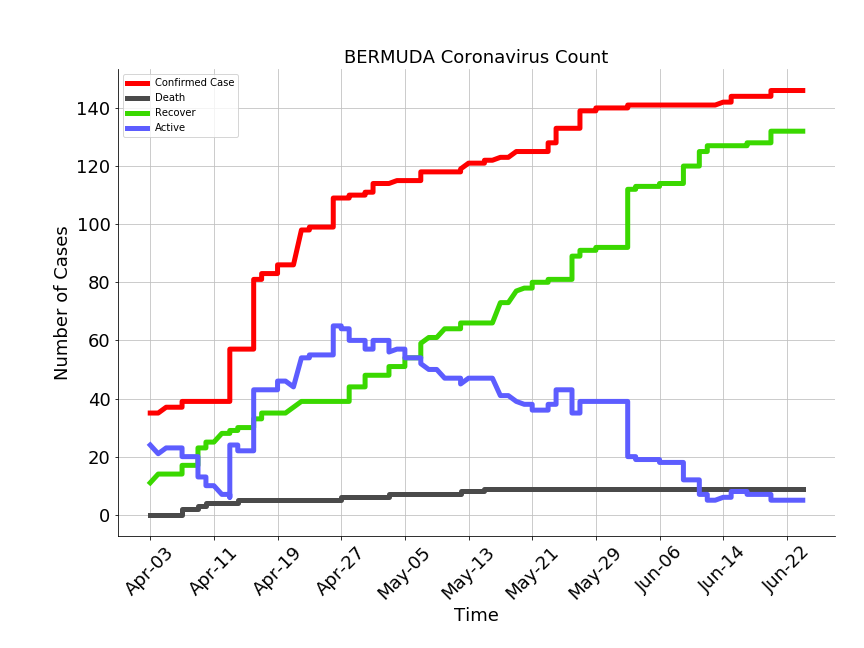 BERMUDA Coronavirus Count
Confirmed Case
Death
Recover
Active
Number of Cases
140
120
100
80
60
40
20
0
Apr-03
Apr-11
Apr-19
Apr-27
May-05
May-13
May-21
May-29
Jun-06
Jun-14
Jun-22
Time